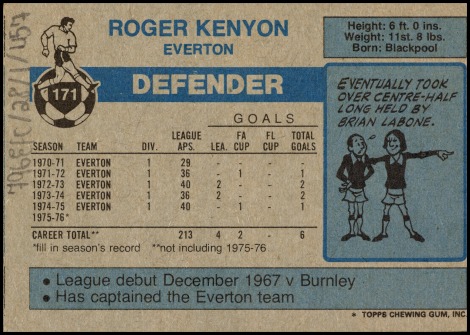 ROGER KENYON
EVERTON
Height: 6 ft. 0 ins.
Weight: 11st. 8 lbs.
Born: Blackpool
171
DEFENDER
GOALS
SEASON TEAM DIV. LEAGUE APS. LEA. FA CUP FL CUP TOTAL GOALS
1970-71 EVERTON 1 29 - - - -
1971-72 EVERTON 1 36 - 1 - 1
1972-73 EVERTON 1 40 2 - - 2
1973-74 EVERTON 1 36 2 - - 2
1974-75 EVERTON 1 40 - 1 - 1
1975-76*
CAREER TOTAL** 213 4 2 - 6
*fill in season's record **not including 1975-76
EVENTUALLY TOOK
OVER CENTRE-HALF
LONG HELD BY
BRIAN LABONE.
• League debut December 1967 v Burnley
• Has captained the Everton team
* TOPPS CHEWING GUM, INC